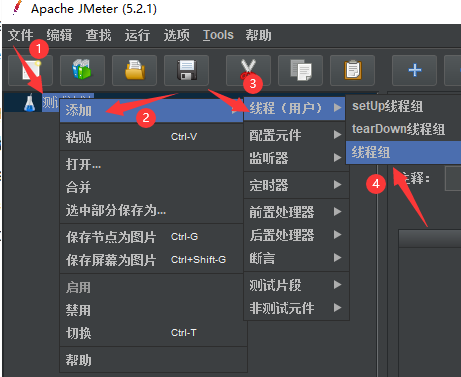 Apache JMeter (5.2.1)
文件 编辑 查找 运行 选项 Tools 帮助
1
3
添加
2
粘贴 Ctrl-V
打开...
合并
选中部分保存为...
保存节点为图片 Ctrl-G
保存屏幕为图片 Ctrl+Shift-G
启用
禁用
切换 Ctrl-T
帮助
线程（用户）
配置元件
监听器
定时器
前置处理器
后置处理器
断言
测试片段
非测试元件
setUp线程组
tearDown线程组
线程组
注释：
4